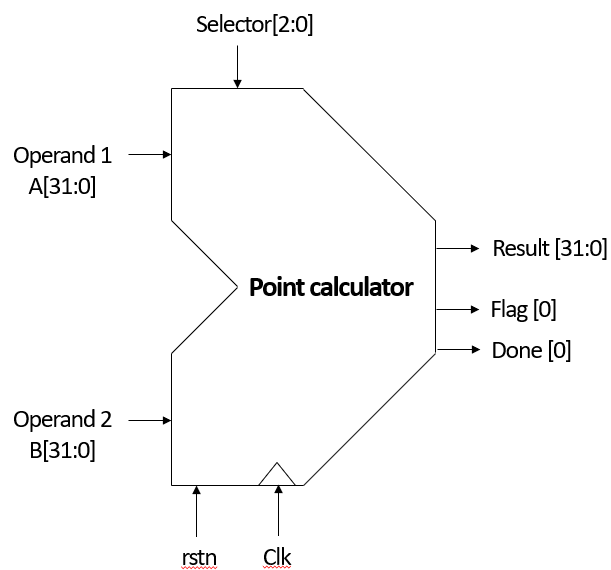 Selector[2:0]
Operand 1
A[31:0]
Result [31:0]
Point calculator
Flag [0]
Done [0]
Operand 2
B[31:0]
rstn
Clk